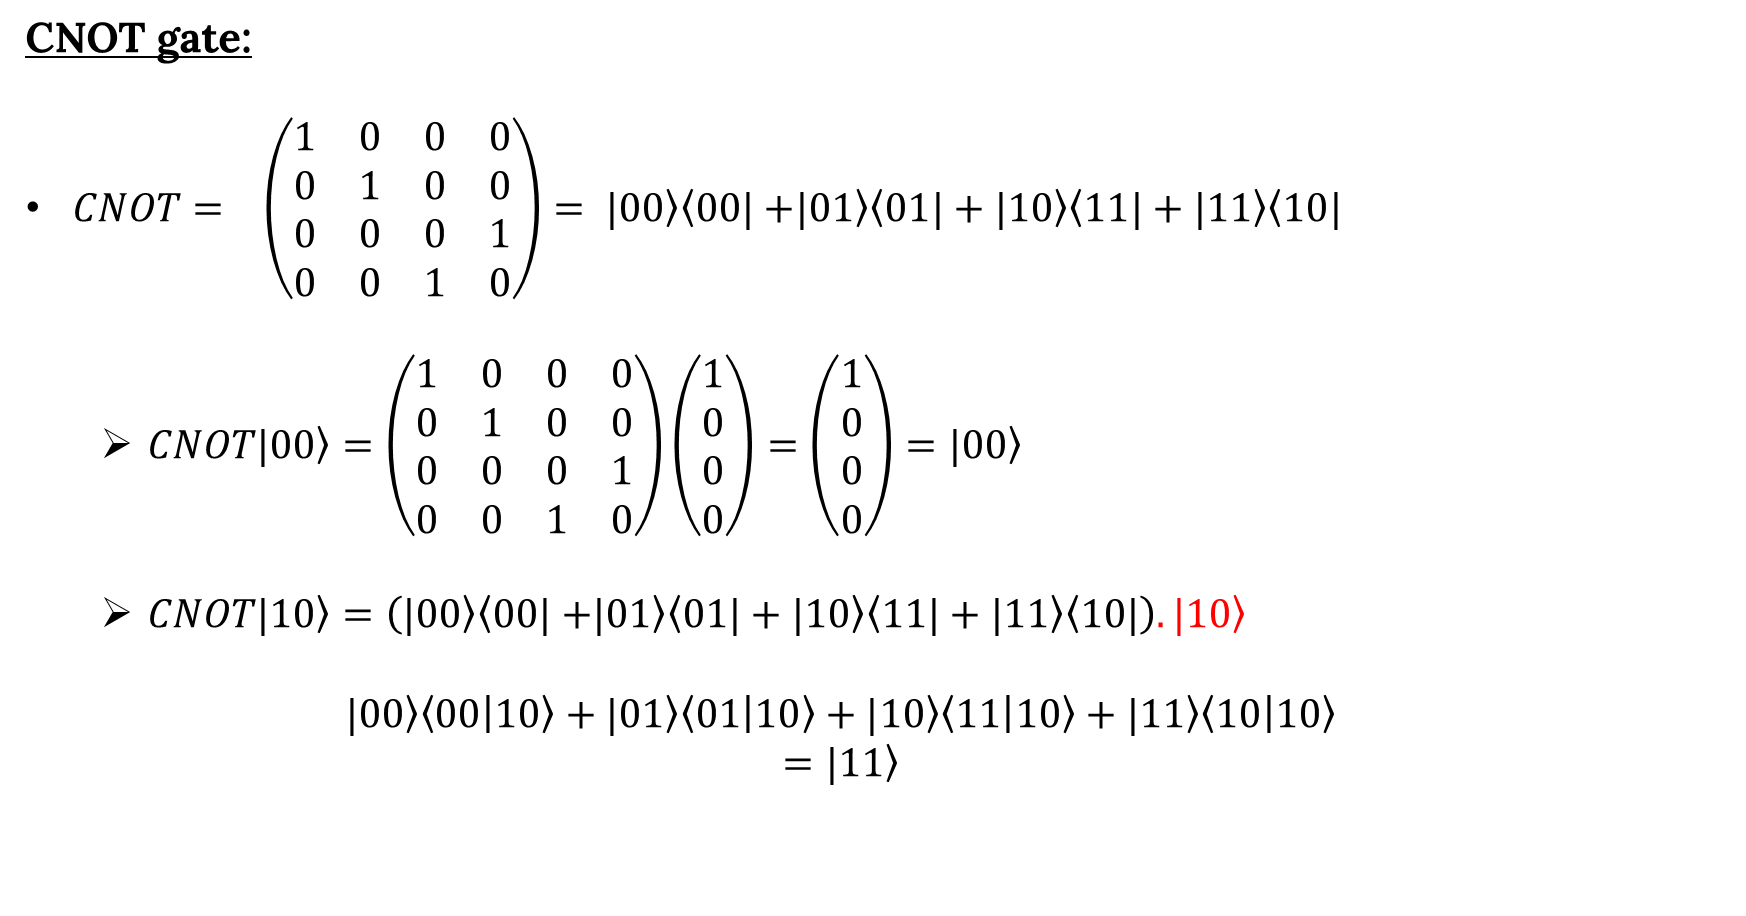 CNOT gate:
• CNOT = (1 0 0 0
0 1 0 0
0 0 0 1
0 0 1 0) = |00⟩⟨00| +|01⟩⟨01| + |10⟩⟨11| + |11⟩⟨10|
➢ CNOT|00⟩ = (1 0 0 0
0 1 0 0
0 0 0 1
0 0 1 0) (1
0
0
0) = (1
0
0
0) = |00⟩
➢ CNOT|10⟩ = (|00⟩⟨00| +|01⟩⟨01| + |10⟩⟨11| + |11⟩⟨10|). |10⟩
|00⟩⟨00|10⟩ + |01⟩⟨01|10⟩ + |10⟩⟨11|10⟩ + |11⟩⟨10|10⟩
= |11⟩